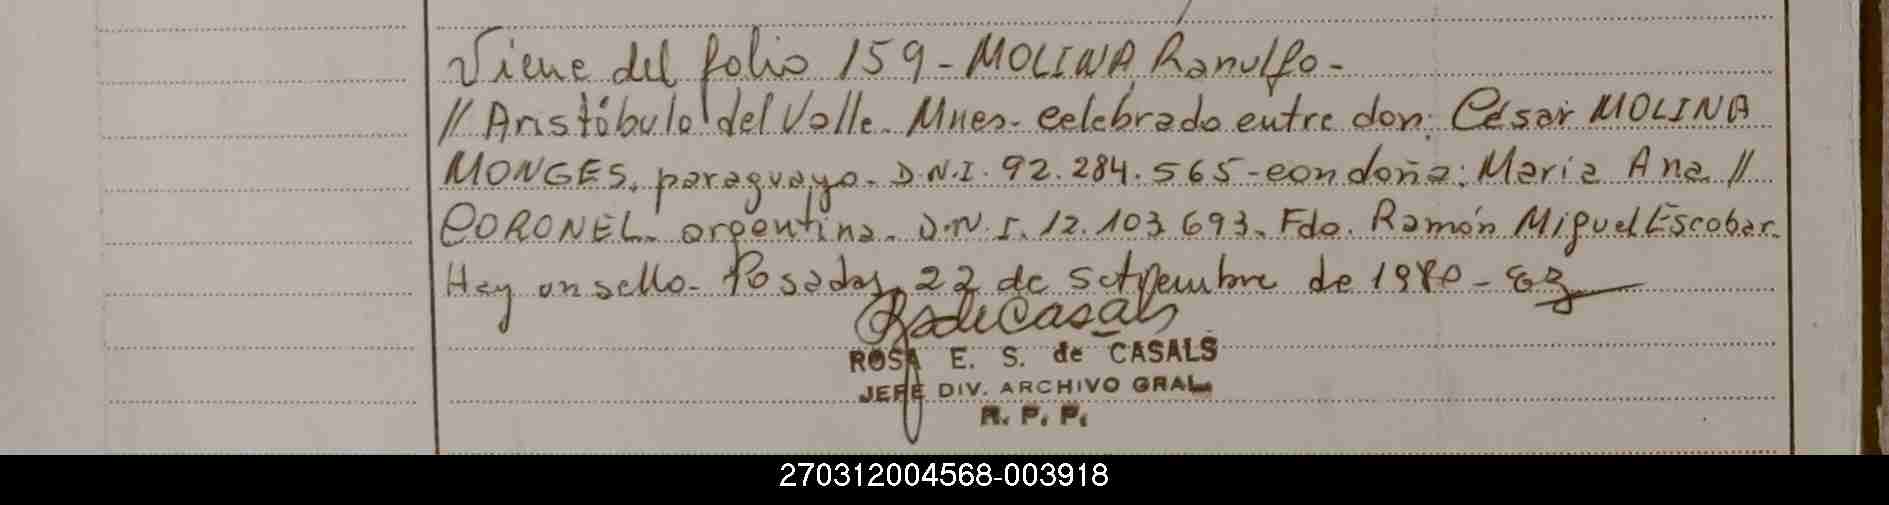 Viene del folio 159 - MOLINA, Ranulfo -
// Aristóbulo del Valle. Mnes. celebrado entre don: César MOLINA
MONGES, paraguayo. D.N.I. 92.284.565 - con doña: María Ana //
CORONEL, argentina. D.N.I. 12.103.693. Fdo. Ramón Miguel Escobar.
Hay un sello. Posadas, 22 de setiembre de 1980 -
ROSA E. S. de CASALS
JEFE DIV. ARCHIVO GRAL.
R. P. P.
270312004568-003918